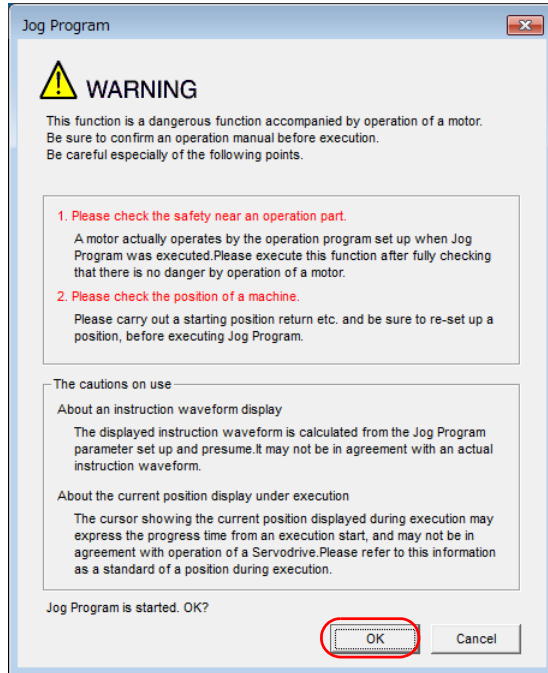 Jog Program
WARNING
This function is a dangerous function accompanied by operation of a motor.
Be sure to confirm an operation manual before execution.
Be careful especially of the following points.
1. Please check the safety near an operation part.
A motor actually operates by the operation program set up when Jog
Program was executed.Please execute this function after fully checking
that there is no danger by operation of a motor.
2. Please check the position of a machine.
Please carry out a starting position return etc. and be sure to re-set up a
position, before executing Jog Program.
The cautions on use
About an instruction waveform display
The displayed instruction waveform is calculated from the Jog Program
parameter set up and presume.It may not be in agreement with an actual
instruction waveform.
About the current position display under execution
The cursor showing the current position displayed during execution may
express the progress time from an execution start, and may not be in
agreement with operation of a Servodrive.Please refer to this information
as a standard of a position during execution.
Jog Program is started. OK?
OK
Cancel